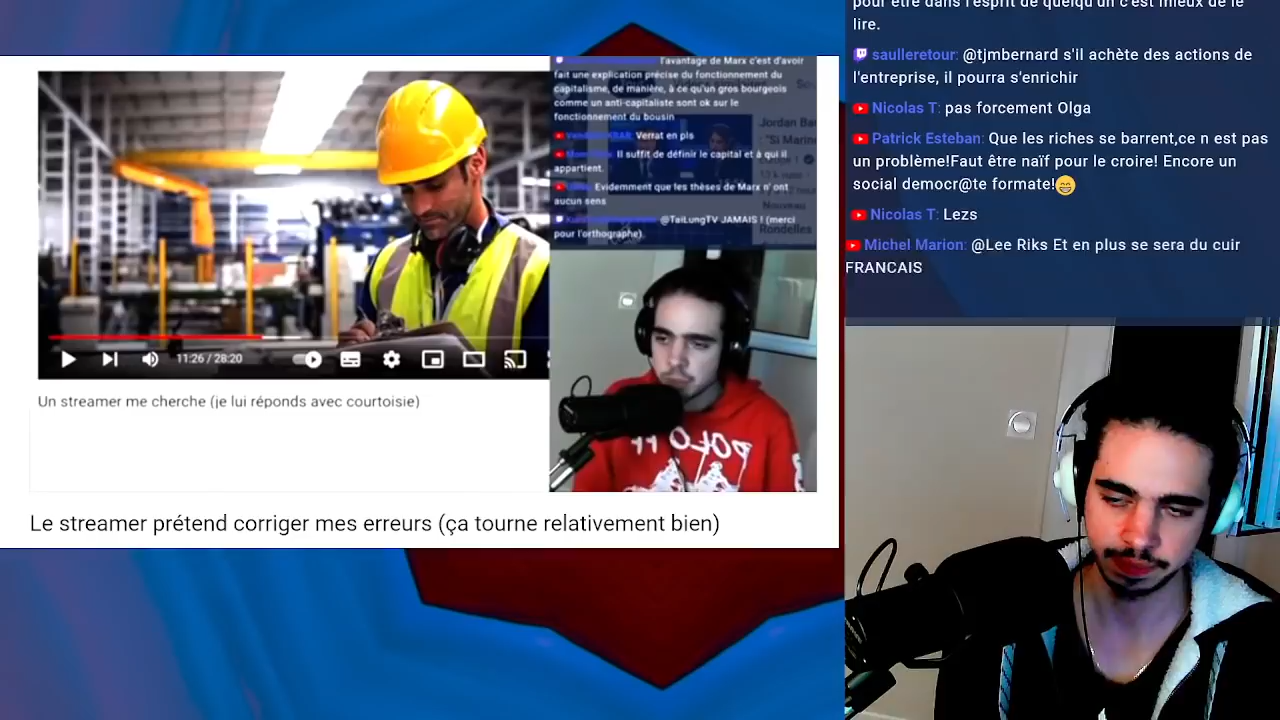 l'avantage de Marx c'est d'avoir
fait une explication précise du fonctionnement du
capitalisme, de manière, à ce qu'un gros bourgeois
comme un anti-capitaliste sont ok sur le
fonctionnement du bousin
Verrat en pls
Il suffit de définir le capital et à qui il
appartient.
Evidemment que les thèses de Marx n' ont
aucun sens
@TaiLungTV JAMAIS ! (merci
pour l'orthographe)
Jordan Ba
"Si Marin
Nouveau
Rondelles
11:26 / 28:20
Un streamer me cherche (je lui réponds avec courtoisie)
POLO
Le streamer prétend corriger mes erreurs (ça tourne relativement bien)
pour être dans l'esprit de quelqu'un c'est mieux de le
lire.
saulleretour: @tjmbernard s'il achète des actions de
l'entreprise, il pourra s'enrichir
Nicolas T: pas forcement Olga
Patrick Esteban: Que les riches se barrent,ce n est pas
un problème!Faut être naïf pour le croire! Encore un
social democr@te formate!😁
Nicolas T: Lezs
Michel Marion: @Lee Riks Et en plus se sera du cuir
FRANCAIS